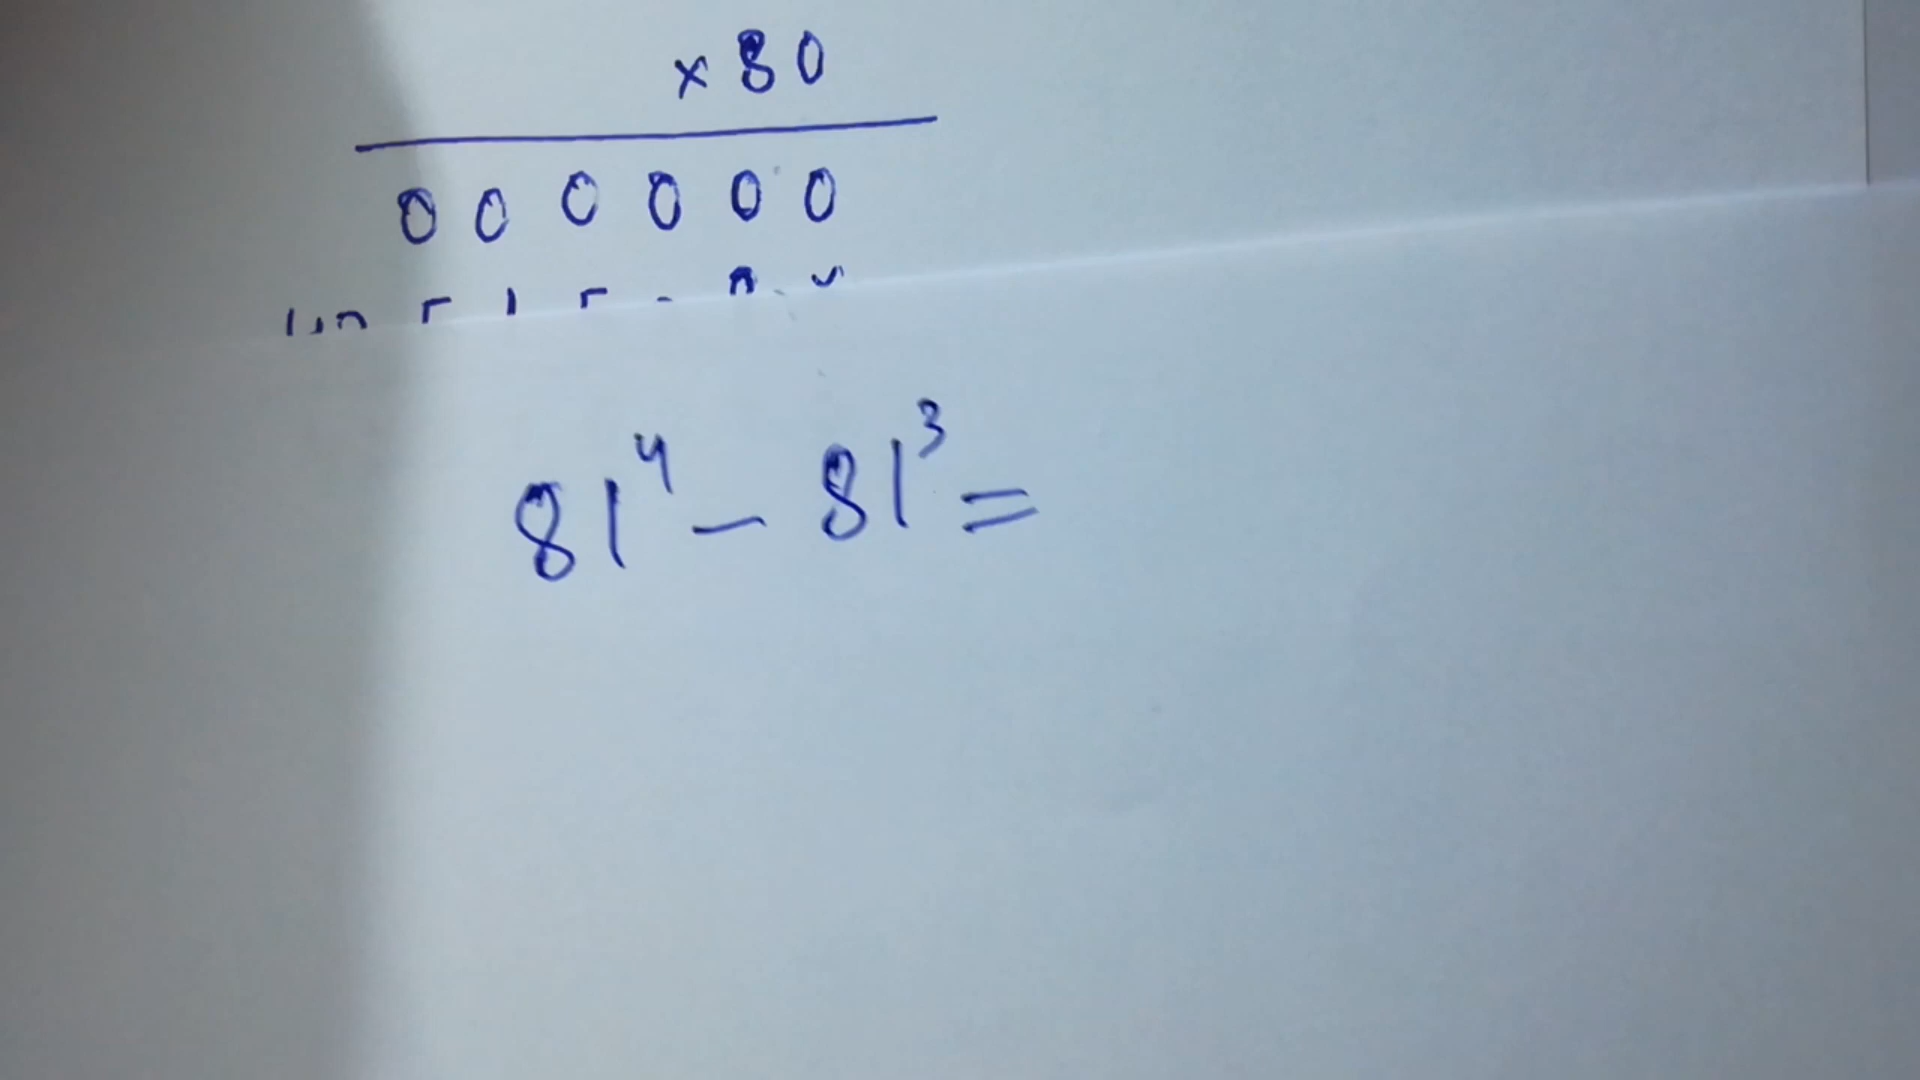 × 80
000000
81⁴ - 81³ =